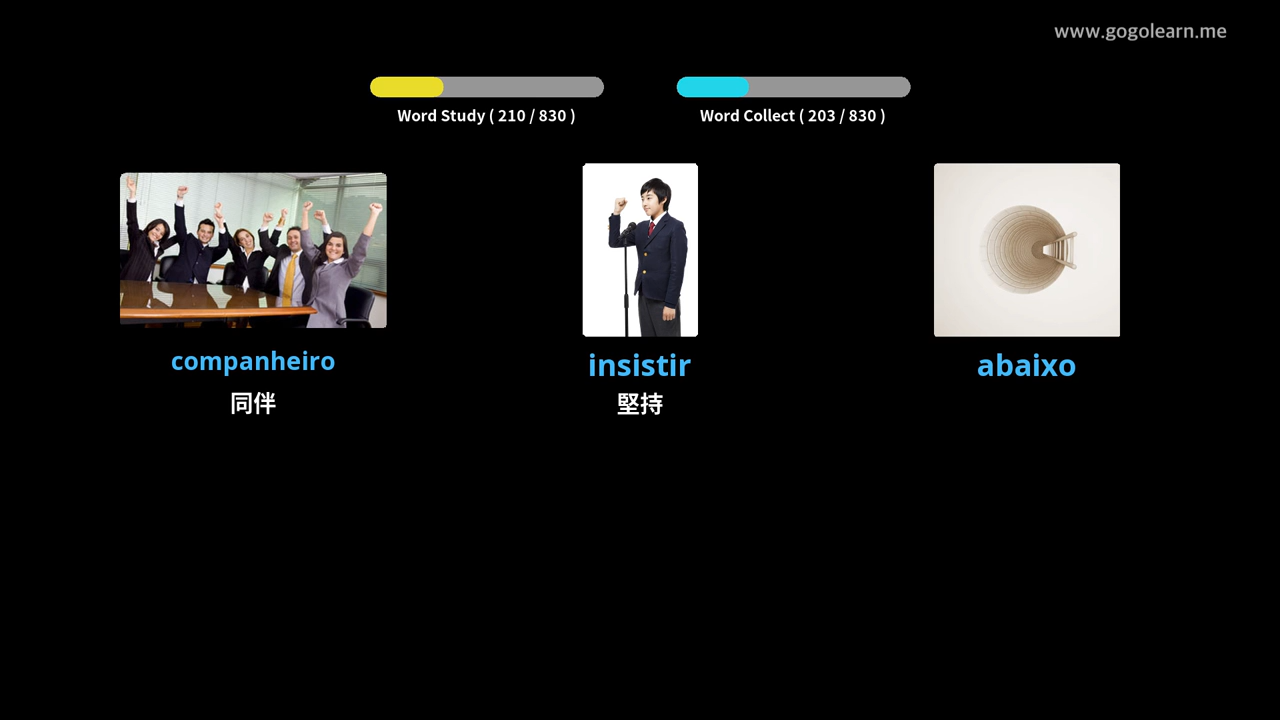 www.gogolearn.me
Word Study ( 210 / 830 )
Word Collect ( 203 / 830 )
companheiro
同伴
insistir
堅持
abaixo